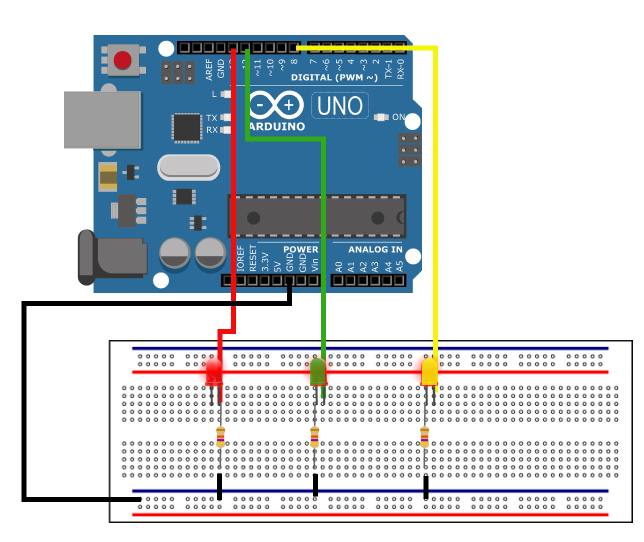 AREF
GND
13
12
~11
~10
~9
8
7
~6
~5
~4
~3
2
TX-1
RX-0
DIGITAL (PWM ~)
L
TX
RX
ARDUINO
UNO
ON
POWER
ANALOG IN
IOREF
RESET
3.3V
5V
GND
GND
Vin
A0
A1
A2
A3
A4
A5